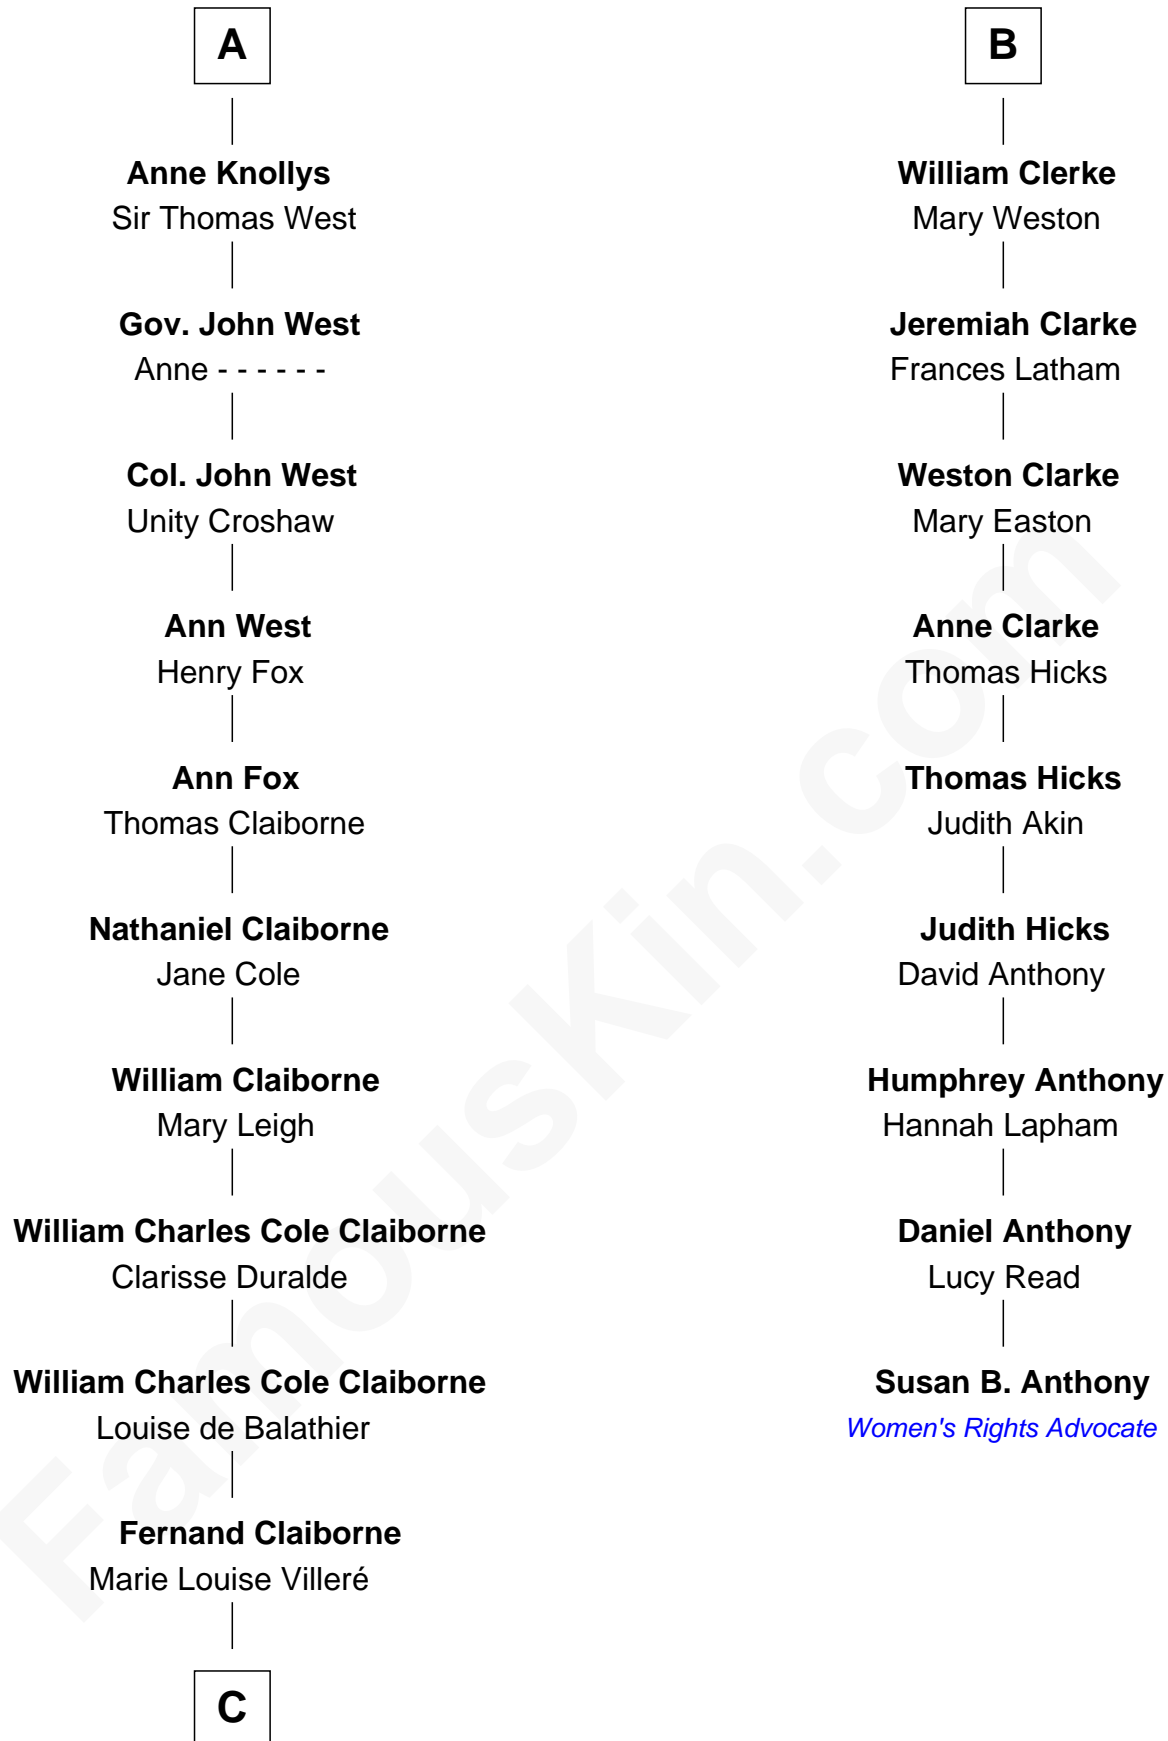 A
Anne Knollys
Sir Thomas West
Gov. John West
Anne - - - - - -
Col. John West
Unity Croshaw
Ann West
Henry Fox
Ann Fox
Thomas Claiborne
Nathaniel Claiborne
Jane Cole
William Claiborne
Mary Leigh
William Charles Cole Claiborne
Clarisse Duralde
William Charles Cole Claiborne
Louise de Balathier
Fernand Claiborne
Marie Louise Villeré
C
B
William Clerke
Mary Weston
Jeremiah Clarke
Frances Latham
Weston Clarke
Mary Easton
Anne Clarke
Thomas Hicks
Thomas Hicks
Judith Akin
Judith Hicks
David Anthony
Humphrey Anthony
Hannah Lapham
Daniel Anthony
Lucy Read
Susan B. Anthony
Women's Rights Advocate
FamousKin.com